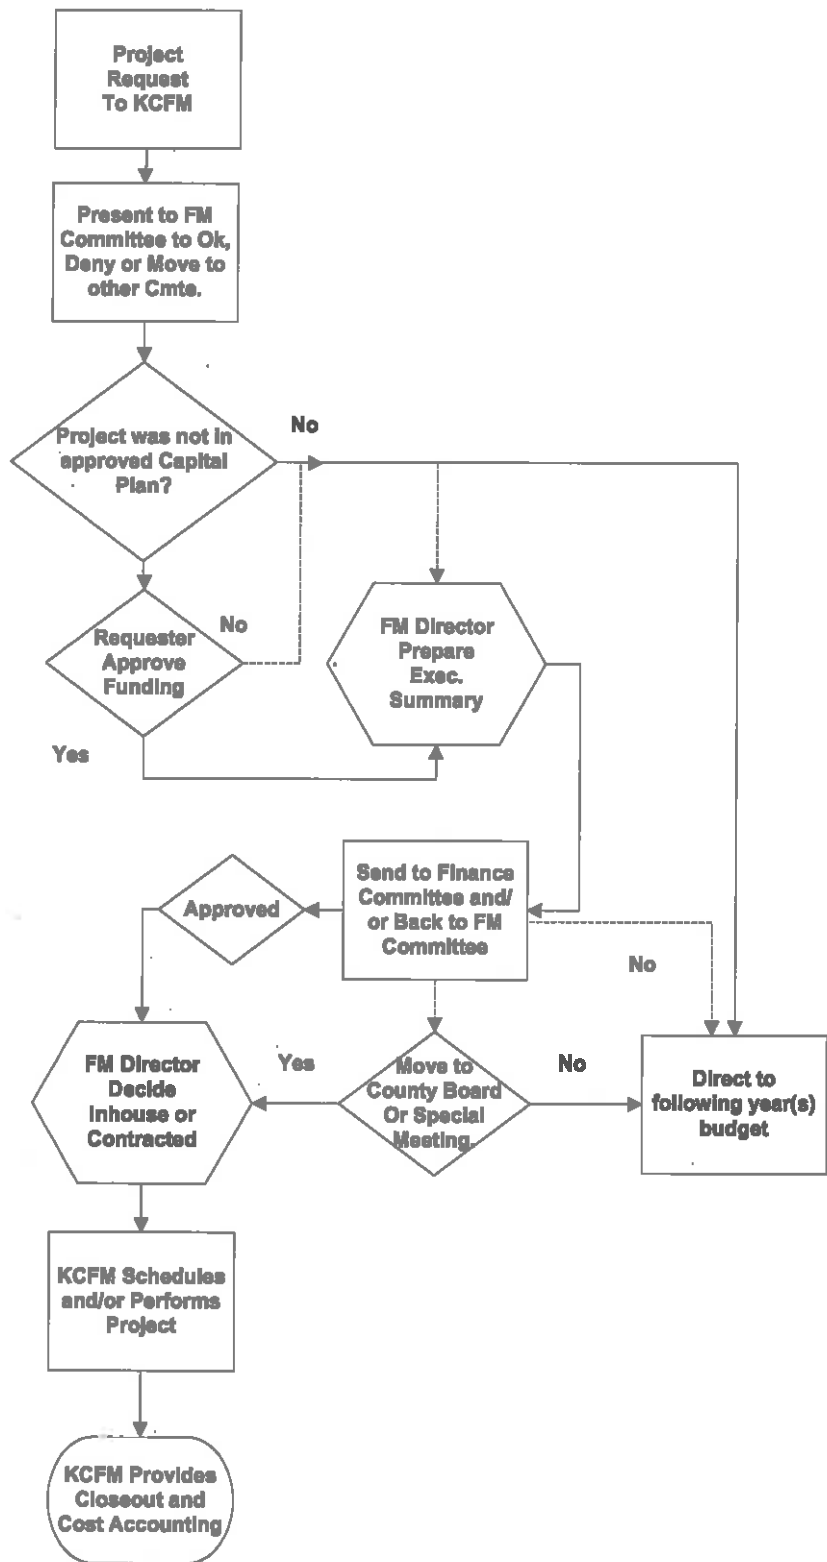 Project
Request
To KCFM
Present to FM
Committee to Ok,
Deny or Move to
other Cmte.
Project was not in
approved Capital
Plan?
No
Requester
Approve
Funding
No
Yes
FM Director
Prepare
Exec.
Summary
Send to Finance
Committee and/
or Back to FM
Committee
Approved
No
FM Director
Decide
Inhouse or
Contracted
Yes
Move to
County Board
Or Special
Meeting.
No
Direct to
following year(s)
budget
KCFM Schedules
and/or Performs
Project
KCFM Provides
Closeout and
Cost Accounting